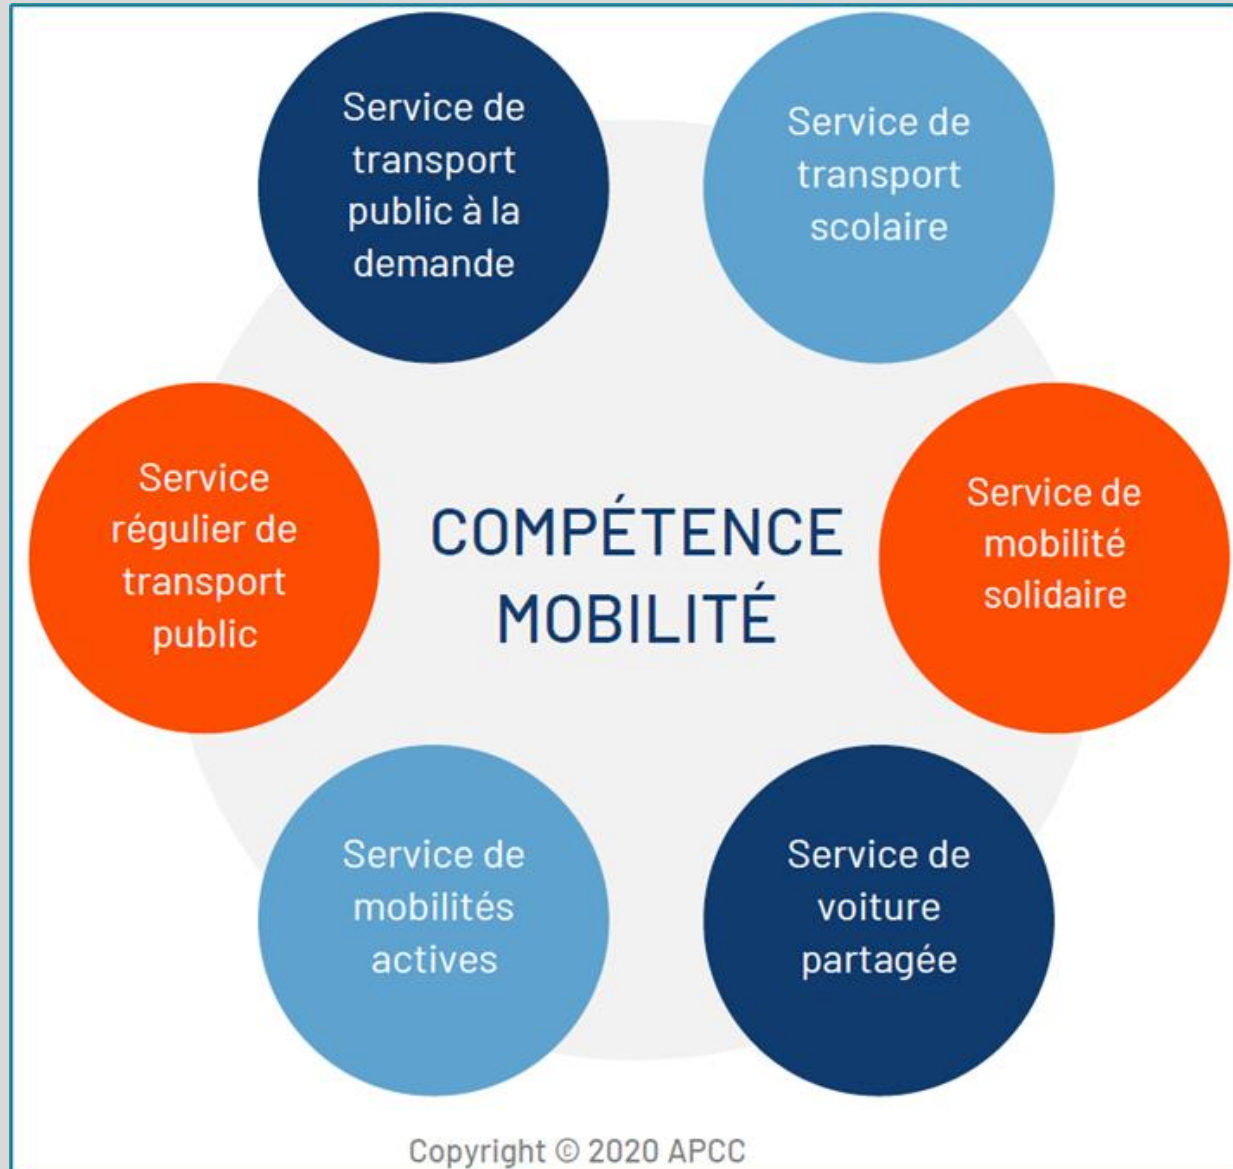 Service de
transport
public à la
demande
Service de
transport
scolaire
Service
régulier de
transport
public
COMPÉTENCE
MOBILITÉ
Service de
mobilité
solidaire
Service de
mobilités
actives
Service de
voiture
partagée
Copyright © 2020 APCC